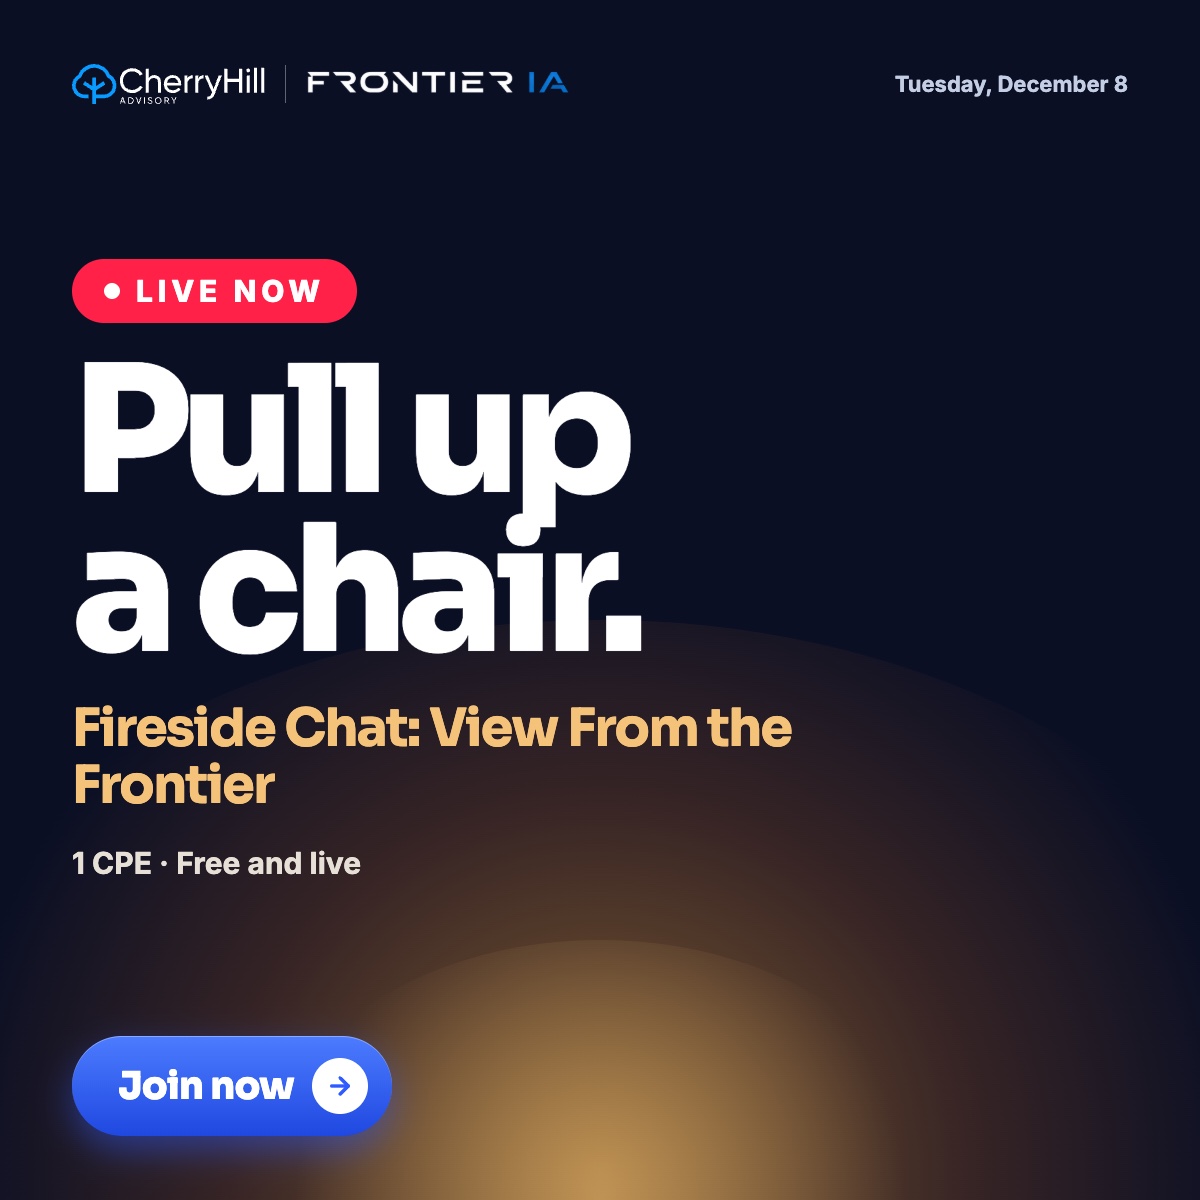 CherryHill
ADVISORY
FRONTIER IA
Tuesday, December 8
LIVE NOW
Pull up
a chair.
Fireside Chat: View From the
Frontier
1 CPE · Free and live
Join now